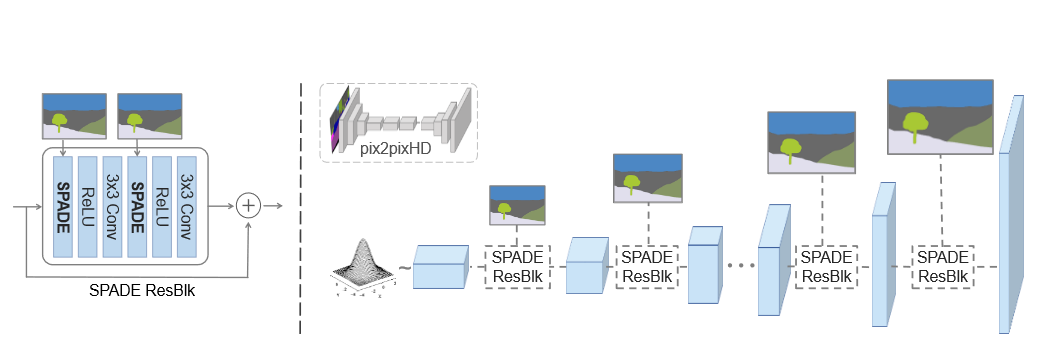 SPADE
ReLU
3x3 Conv
SPADE
ReLU
3x3 Conv
SPADE ResBlk
pix2pixHD
~
SPADE
ResBlk
SPADE
ResBlk
SPADE
ResBlk
SPADE
ResBlk